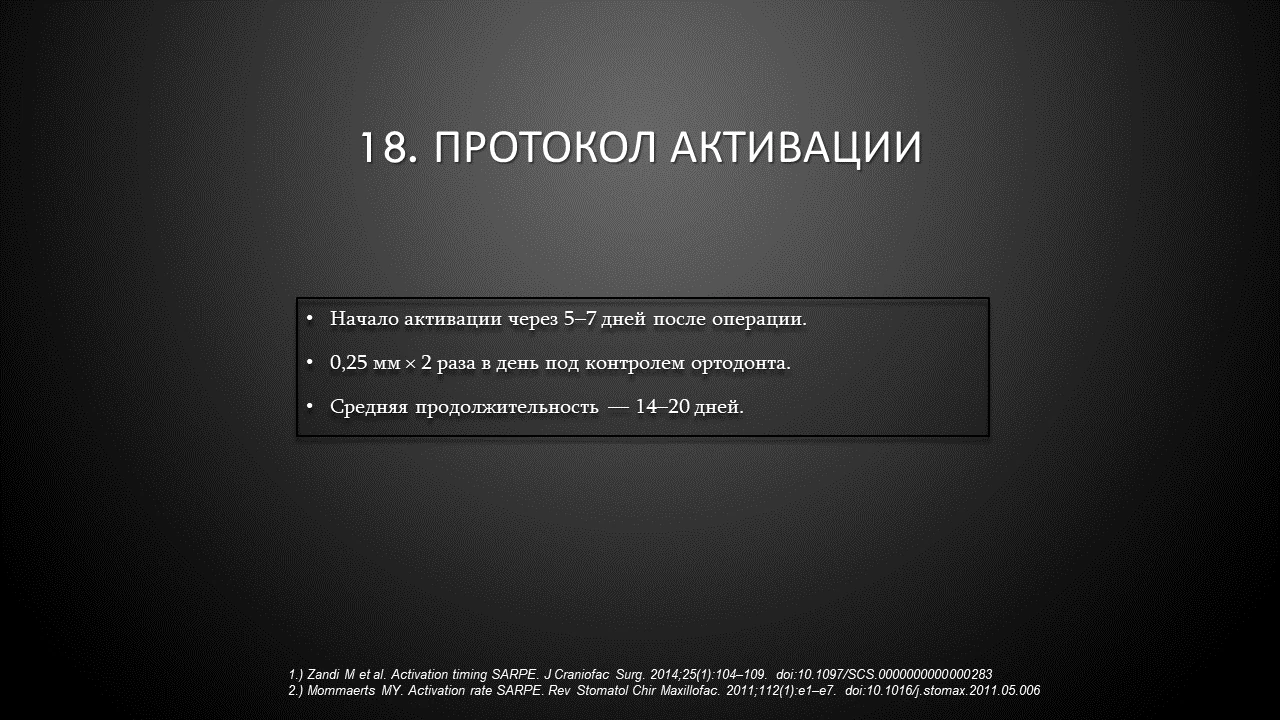 18. ПРОТОКОЛ АКТИВАЦИИ
• Начало активации через 5–7 дней после операции.
• 0,25 мм × 2 раза в день под контролем ортодонта.
• Средняя продолжительность — 14–20 дней.
1.) Zandi M et al. Activation timing SARPE. J Craniofac Surg. 2014;25(1):104–109. doi:10.1097/SCS.0000000000000283
2.) Mommaerts MY. Activation rate SARPE. Rev Stomatol Chir Maxillofac. 2011;112(1):e1–e7. doi:10.1016/j.stomax.2011.05.006